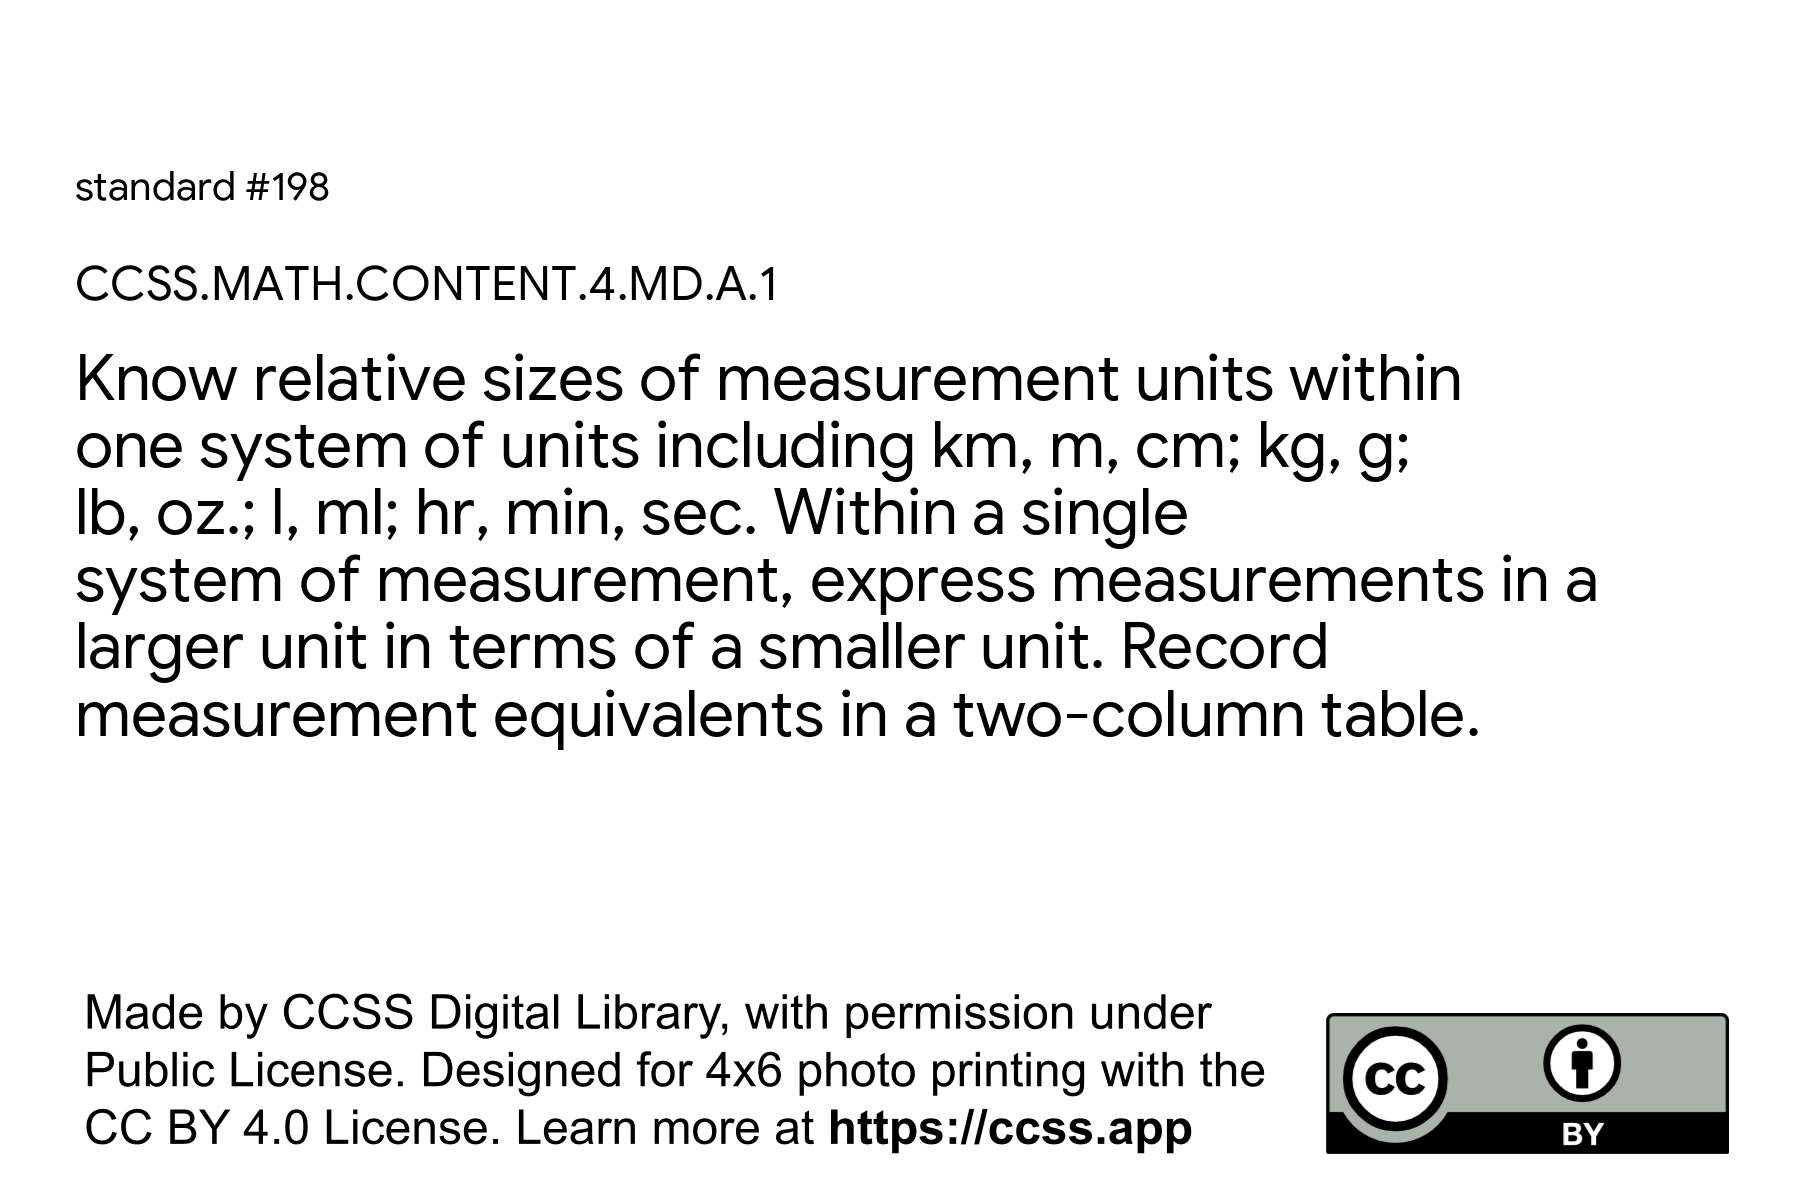 standard #198
CCSS.MATH.CONTENT.4.MD.A.1
Know relative sizes of measurement units within
one system of units including km, m, cm; kg, g;
lb, oz.; l, ml; hr, min, sec. Within a single
system of measurement, express measurements in a
larger unit in terms of a smaller unit. Record
measurement equivalents in a two-column table.
Made by CCSS Digital Library, with permission under
Public License. Designed for 4x6 photo printing with the
CC BY 4.0 License. Learn more at https://ccss.app
CC
BY